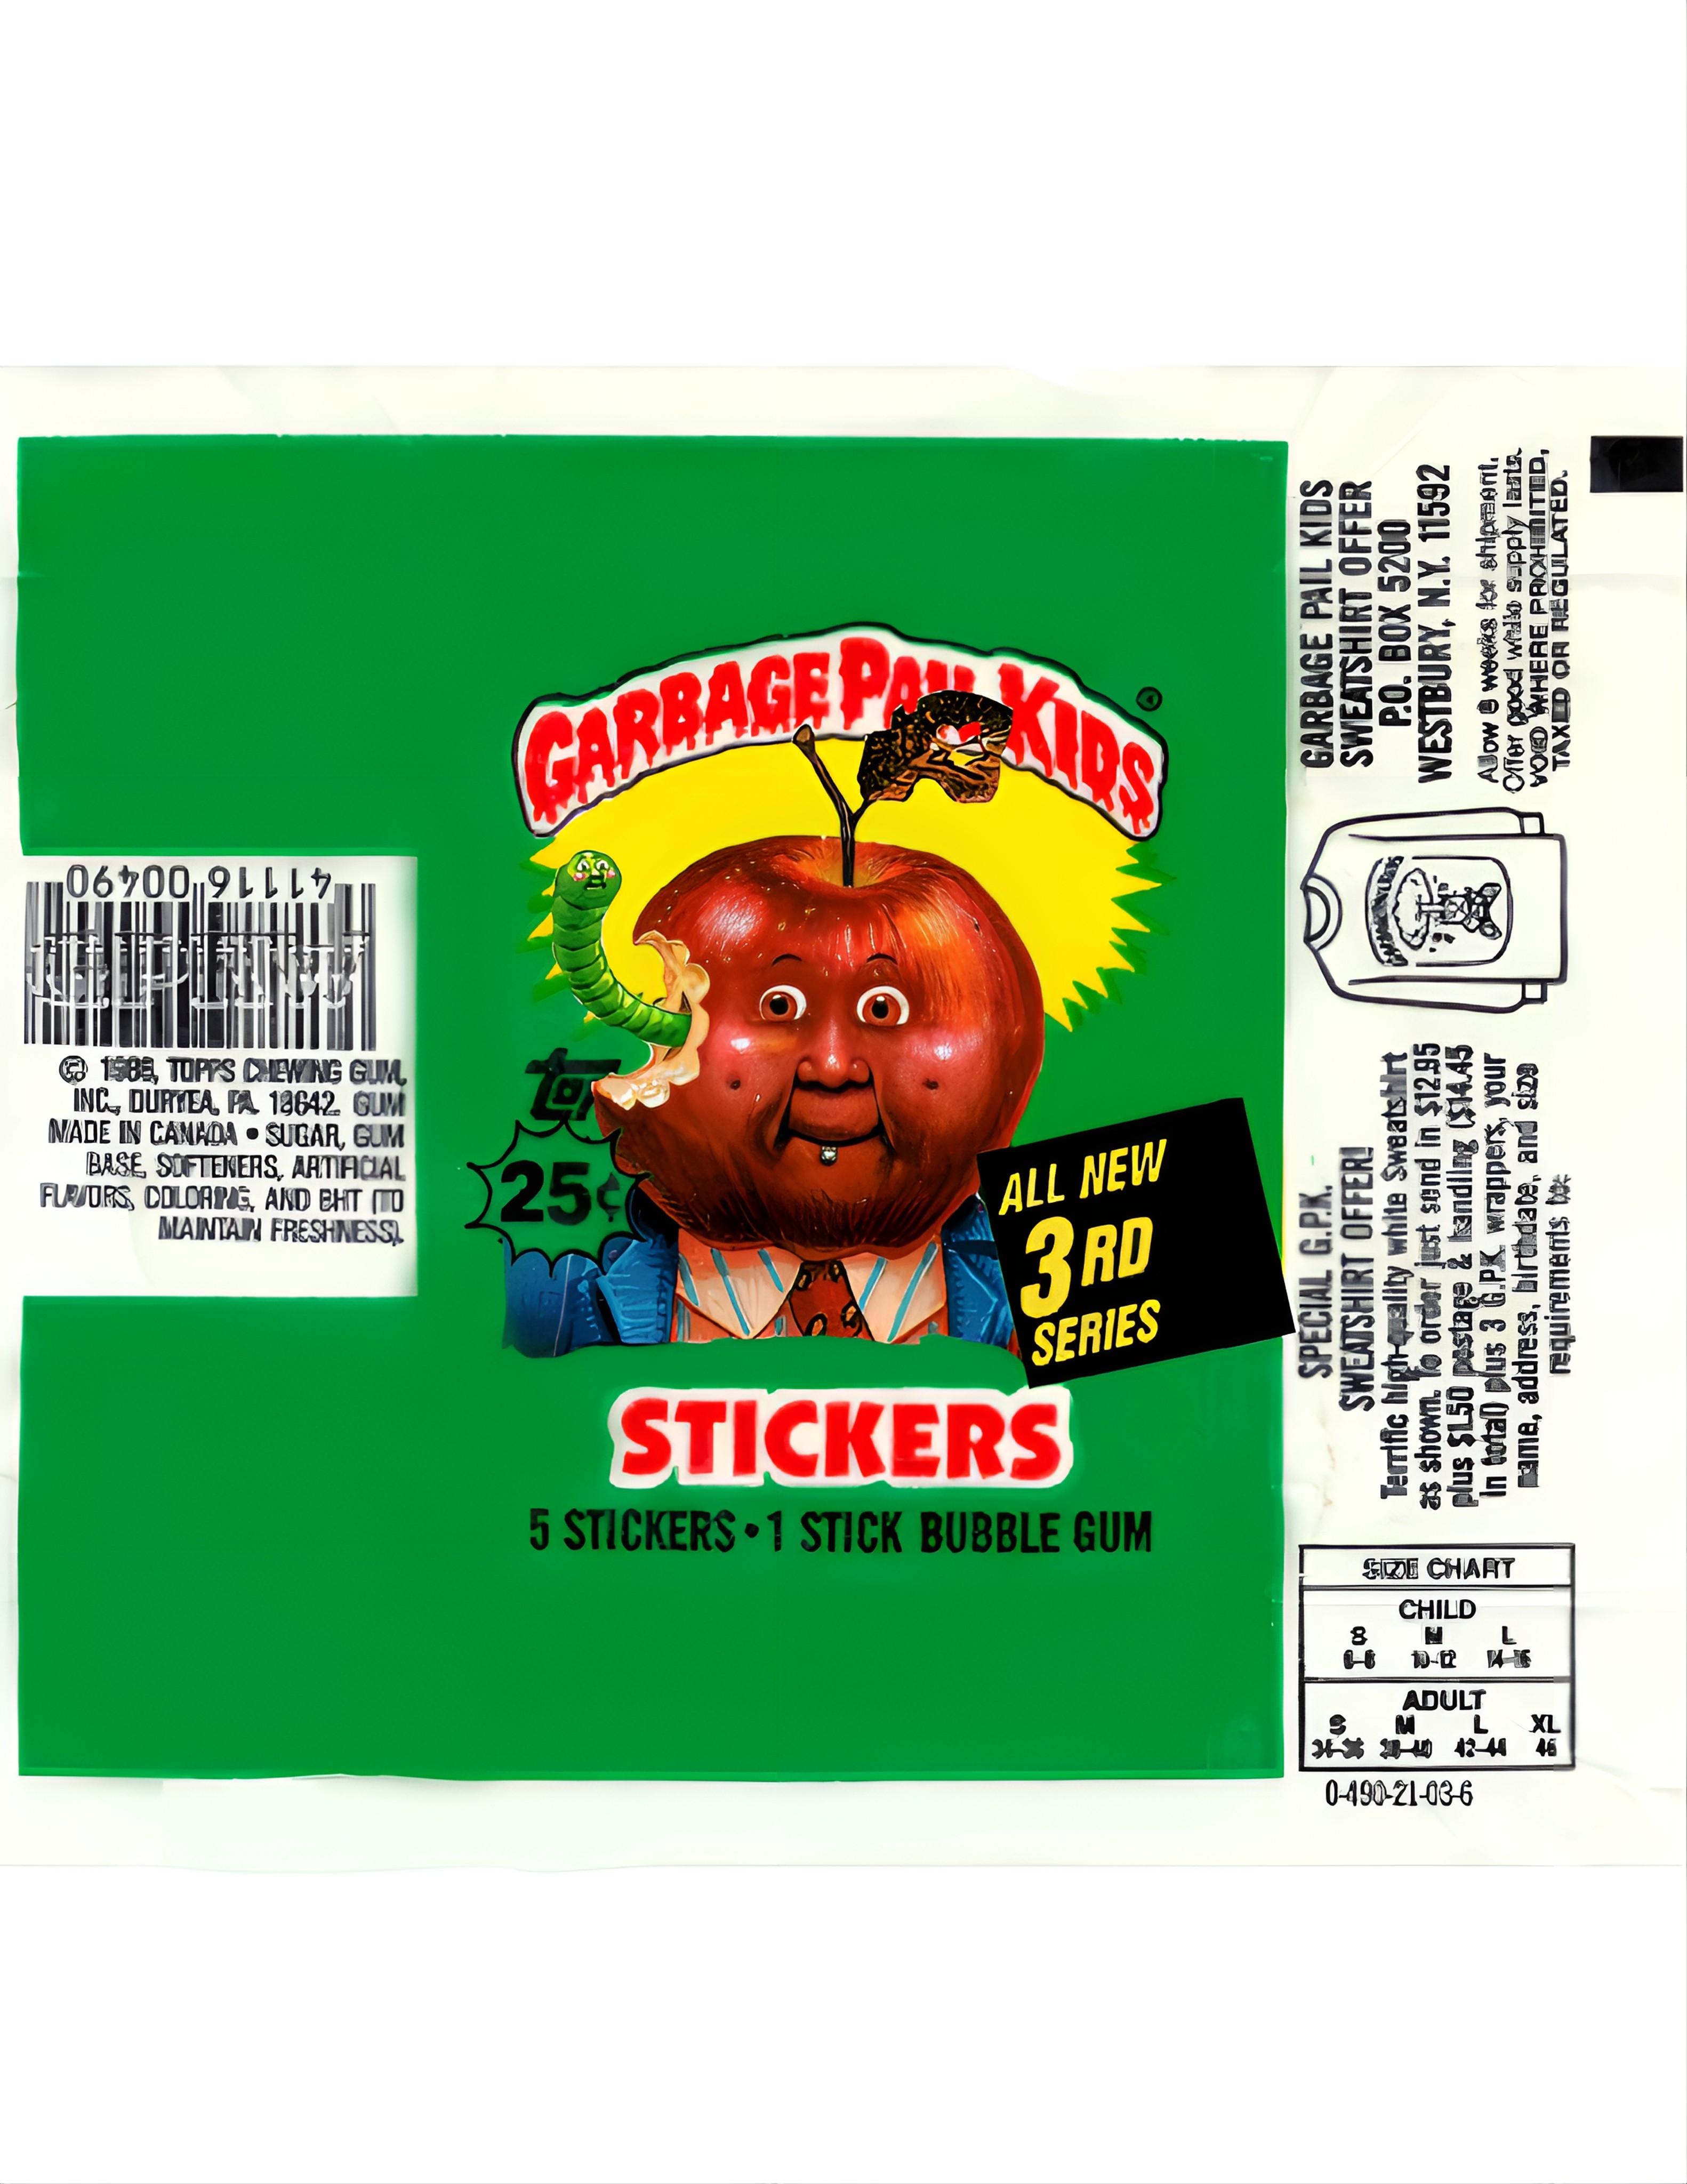 GARBAGE PAIL KIDS
25¢
ALL NEW
3RD
SERIES
STICKERS
5 STICKERS • 1 STICK BUBBLE GUM
41116 00490
TOPPS CHEWING GUM,
INC., DURYEA, PA. 18642. GUM
MADE IN CANADA • SUGAR, GUM
BASE, SOFTENERS, ARTIFICIAL
FLAVORS, COLORING, AND BHT (TO
MAINTAIN FRESHNESS).
SPECIAL G.P.K.
SWEATSHIRT OFFER!
Terrific high-quality white Sweatshirt
as shown. To order just send in $12.95
plus $1.50 postage & handling ($14.45
in total) plus 3 G.P.K. wrappers, your
name, address, birthdate, and size
requirements to:
GARBAGE PAIL KIDS
SWEATSHIRT OFFER
P.O. BOX 5200
WESTBURY, N.Y. 11592
Allow weeks for shipment.
Offer good while supply lasts.
VOID WHERE PROHIBITED,
TAXED OR REGULATED.
SIZE CHART
CHILD
S M L
10-12
ADULT
S M L XL
42-44 46
0-490-21-03-6